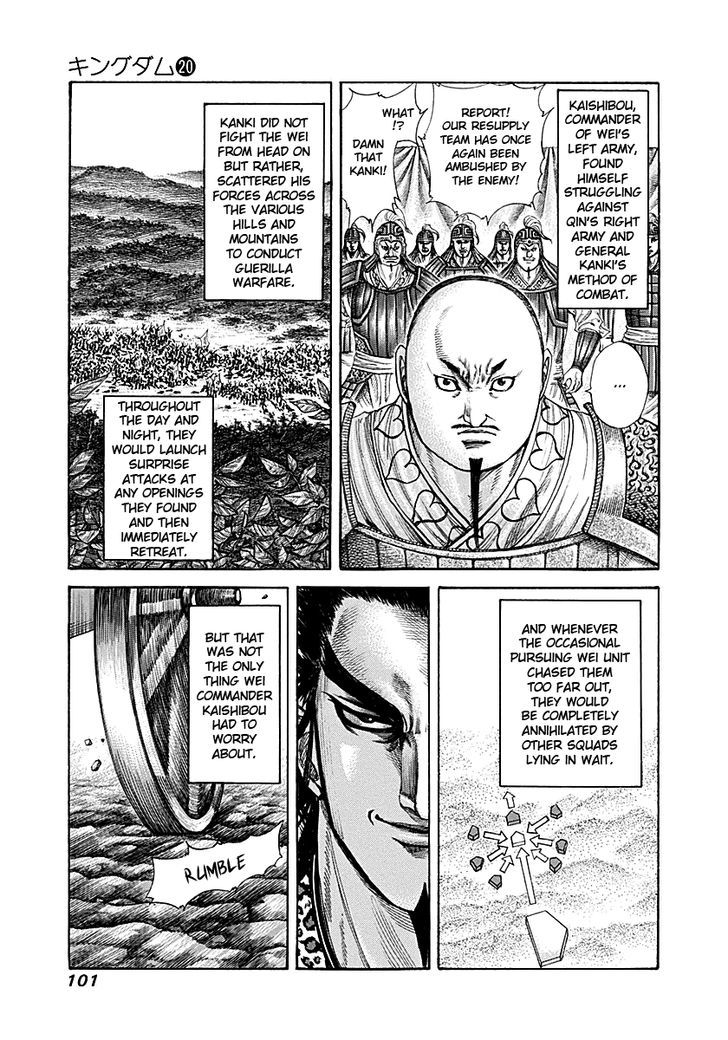 キングダム⓴
KAISHIBOU,
COMMANDER
OF WEI'S
LEFT ARMY,
FOUND
HIMSELF
STRUGGLING
AGAINST
QIN'S RIGHT
ARMY AND
GENERAL
KANKI'S
METHOD OF
COMBAT.
REPORT!
OUR RESUPPLY
TEAM HAS ONCE
AGAIN BEEN
AMBUSHED BY
THE ENEMY!
WHAT
!?
DAMN
THAT
KANKI!
...
KANKI DID NOT
FIGHT THE WEI
FROM HEAD ON
BUT RATHER,
SCATTERED HIS
FORCES ACROSS
THE VARIOUS
HILLS AND
MOUNTAINS
TO CONDUCT
GUERILLA
WARFARE.
THROUGHOUT
THE DAY AND
NIGHT, THEY
WOULD LAUNCH
SURPRISE
ATTACKS AT
ANY OPENINGS
THEY FOUND
AND THEN
IMMEDIATELY
RETREAT.
AND WHENEVER
THE OCCASIONAL
PURSUING WEI UNIT
CHASED THEM
TOO FAR OUT,
THEY WOULD
BE COMPLETELY
ANNIHILATED BY
OTHER SQUADS
LYING IN WAIT.
BUT THAT
WAS NOT
THE ONLY
THING WEI
COMMANDER
KAISHIBOU
HAD TO
WORRY
ABOUT.
RUMBLE
101